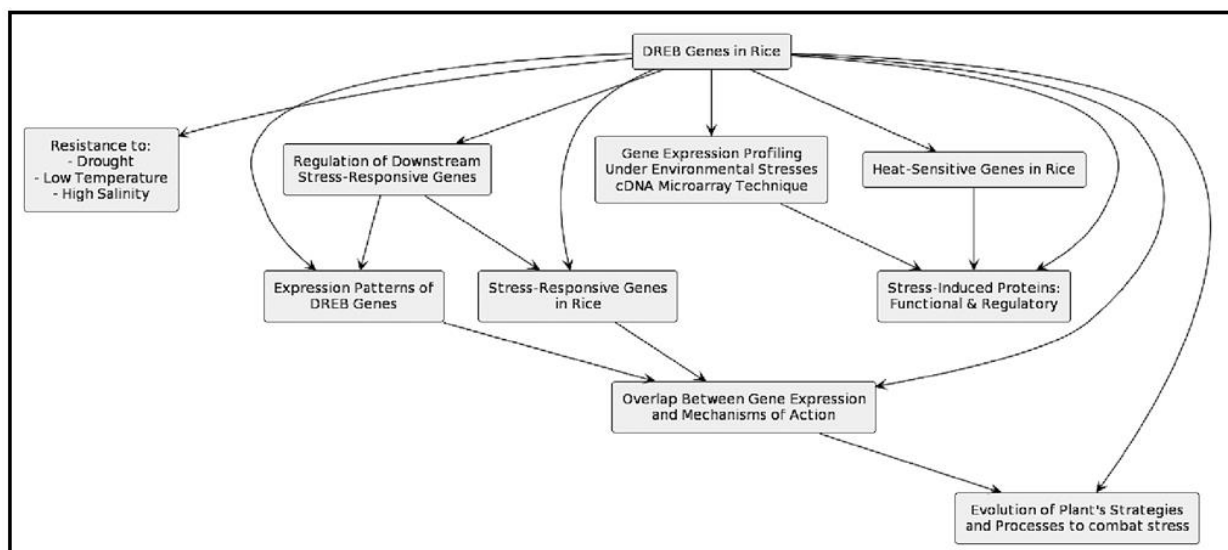 DREB Genes in Rice
Resistance to:
- Drought
- Low Temperature
- High Salinity
Regulation of Downstream
Stress-Responsive Genes
Gene Expression Profiling
Under Environmental Stresses
cDNA Microarray Technique
Heat-Sensitive Genes in Rice
Expression Patterns of
DREB Genes
Stress-Responsive Genes
in Rice
Stress-Induced Proteins:
Functional & Regulatory
Overlap Between Gene Expression
and Mechanisms of Action
Evolution of Plant's Strategies
and Processes to combat stress